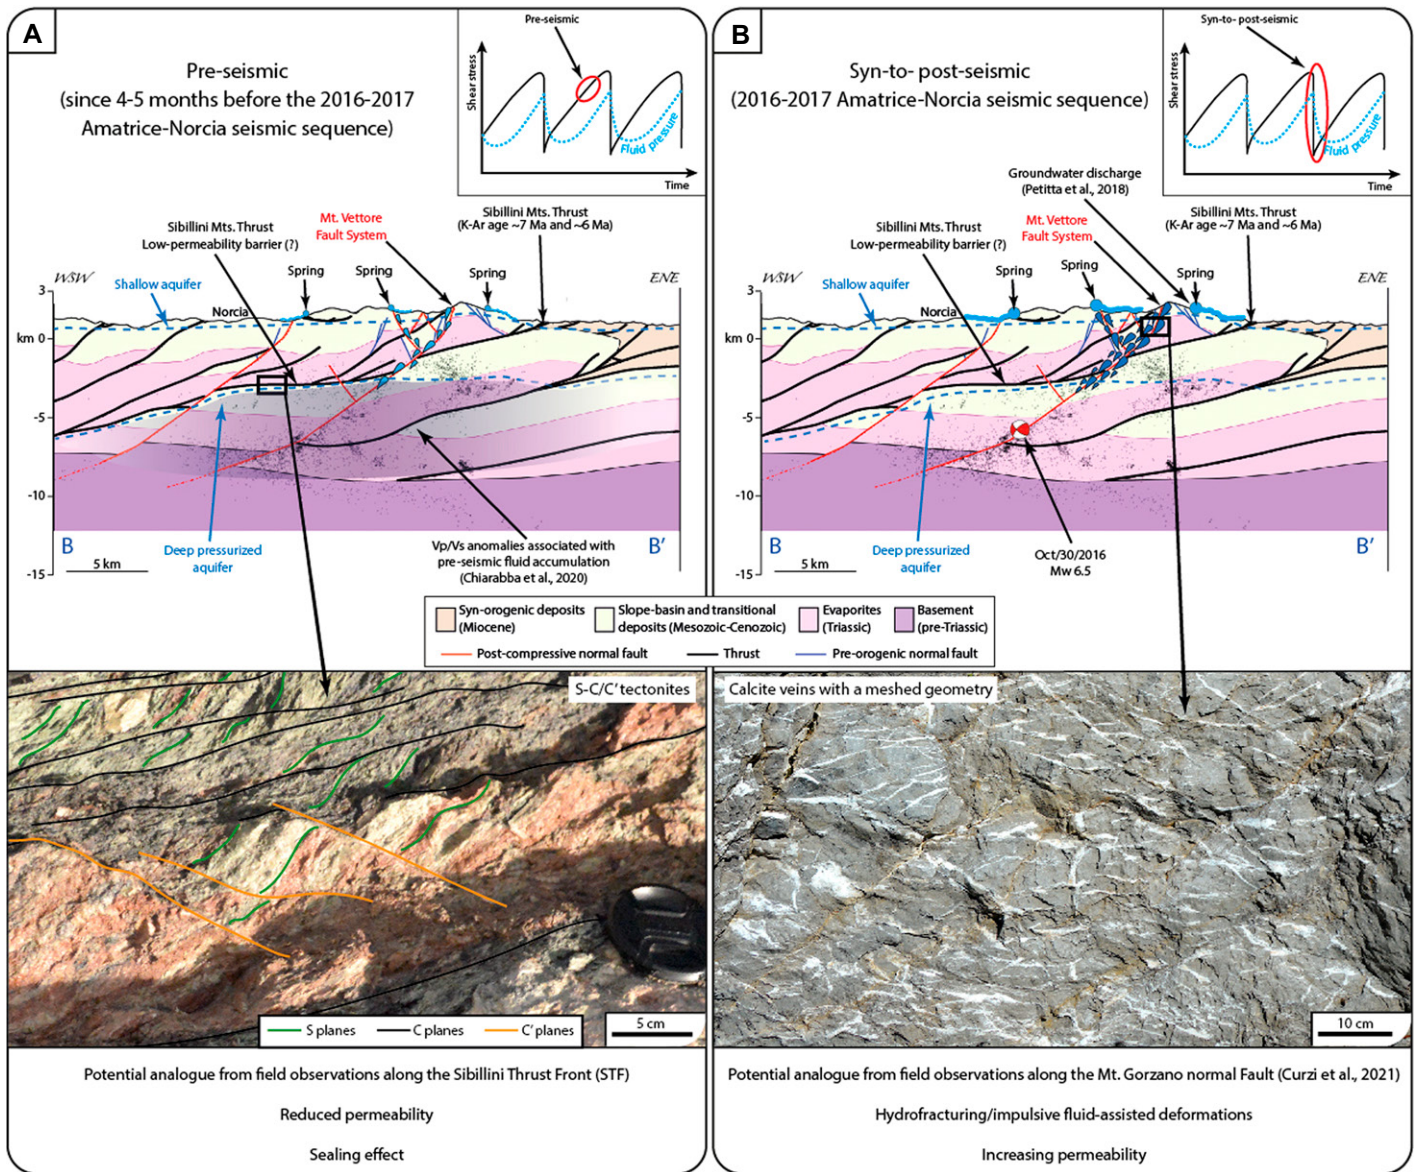 A
Pre-seismic
(since 4-5 months before the 2016-2017
Amatrice-Norcia seismic sequence)
Pre-seismic
Shear stress
Fluid pressure
Time
Sibillini Mts. Thrust
Low-permeability barrier (?)
Mt. Vettore
Fault System
Sibillini Mts. Thrust
(K-Ar age ~7 Ma and ~6 Ma)
WSW
ENE
Shallow aquifer
Spring
Spring
Spring
Norcia
3
km 0
-5
-10
-15
B
B'
5 km
Deep pressurized
aquifer
Vp/Vs anomalies associated with
pre-seismic fluid accumulation
(Chiarabba et al., 2020)
B
Syn-to- post-seismic
(2016-2017 Amatrice-Norcia seismic sequence)
Syn-to- post-seismic
Shear stress
Fluid pressure
Time
Groundwater discharge
(Petitta et al., 2018)
Sibillini Mts. Thrust
Low-permeability barrier (?)
Mt. Vettore
Fault System
Sibillini Mts. Thrust
(K-Ar age ~7 Ma and ~6 Ma)
WSW
ENE
Shallow aquifer
Spring
Spring
Spring
Norcia
3
km 0
-5
-10
-15
B
B'
5 km
Deep pressurized
aquifer
Oct/30/2016
Mw 6.5
Syn-orogenic deposits
(Miocene)
Slope-basin and transitional
deposits (Mesozoic-Cenozoic)
Evaporites
(Triassic)
Basement
(pre-Triassic)
Post-compressive normal fault
Thrust
Pre-orogenic normal fault
S-C/C' tectonites
S planes
C planes
C' planes
5 cm
Potential analogue from field observations along the Sibillini Thrust Front (STF)
Reduced permeability
Sealing effect
Calcite veins with a meshed geometry
10 cm
Potential analogue from field observations along the Mt. Gorzano normal Fault (Curzi et al., 2021)
Hydrofracturing/impulsive fluid-assisted deformations
Increasing permeability